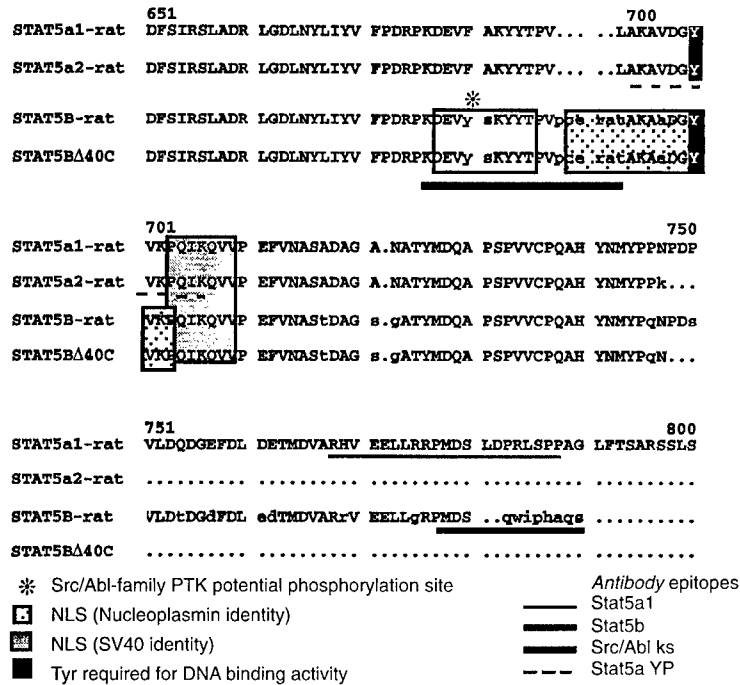 651 700
STAT5a1-rat DFSIRSLADR LGDLNYLIYV FPDRPKDEVF AKYYTPV... ..LAKAVDGY
STAT5a2-rat DFSIRSLADR LGDLNYLIYV FPDRPKDEVF AKYYTPV... ..LAKAVDGY
STAT5B-rat DFSIRSLADR LGDLNYLIYV FPDRPKDEVy sKYYTPVpce ratAKAaDGY
STAT5BΔ40C DFSIRSLADR LGDLNYLIYV FPDRPKDEVy sKYYTPVpce ratAKAaDGY
701 750
STAT5a1-rat VKPQIKQVVP EFVNASADAG A.NATYMDQA PSPVVCPQAH YNMYPPNPDP
STAT5a2-rat VKPQIKQVVP EFVNASADAG A.NATYMDQA PSPVVCPQAH YNMYPPk...
STAT5B-rat VKPQIKQVVP EFVNAStDAG s.gATYMDQA PSPVVCPQAH YNMYPqNPDs
STAT5BΔ40C VKPQIKQVVP EFVNAStDAG s.gATYMDQA PSPVVCPQAH YNMYPqN...
751 800
STAT5a1-rat VLDQDGEFDL DETMDVARHV EELLRRPMDS LDPRLSPPAG LFTSARSSLS
STAT5a2-rat .......... .......... .......... .......... ..........
STAT5B-rat VLDtDGdFDL edTMDVARrV EELLgRPMDS ..qwiphaqs ..........
STAT5BΔ40C .......... .......... .......... .......... ..........
Src/Abl-family PTK potential phosphorylation site
NLS (Nucleoplasmin identity)
NLS (SV40 identity)
Tyr required for DNA binding activity
Antibody epitopes
Stat5a1
Stat5b
Src/Abl ks
Stat5a YP